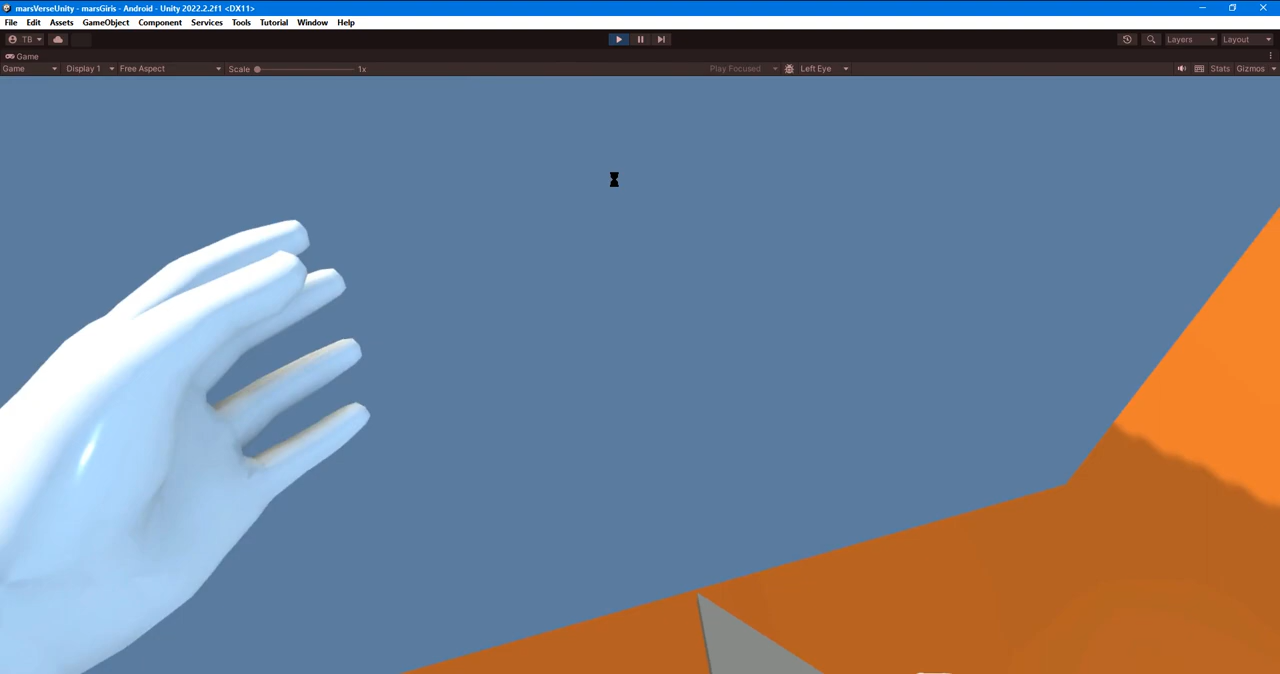 marsVerseUnity - marsGiris - Android - Unity 2022.2.2f1 <DX11>
File Edit Assets GameObject Component Services Tools Tutorial Window Help
TB Layers Layout
Game
Game Display 1 Free Aspect Scale 1x Play Focused Left Eye Stats Gizmos